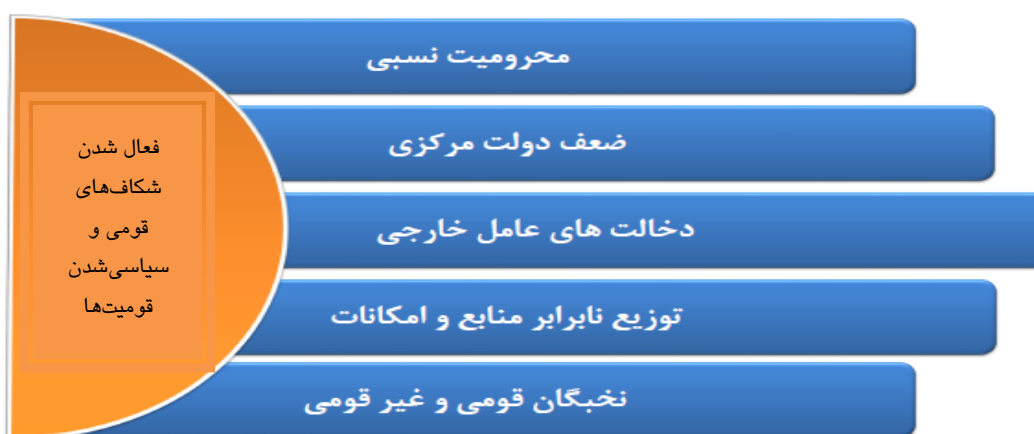 محرومیت نسبی
ضعف دولت مرکزی
دخالت های عامل خارجی
توزیع نابرابر منابع و امکانات
نخبگان قومی و غیر قومی
فعال شدن
شکاف‌های
قومی و
سیاسی‌شدن
قومیت‌ها